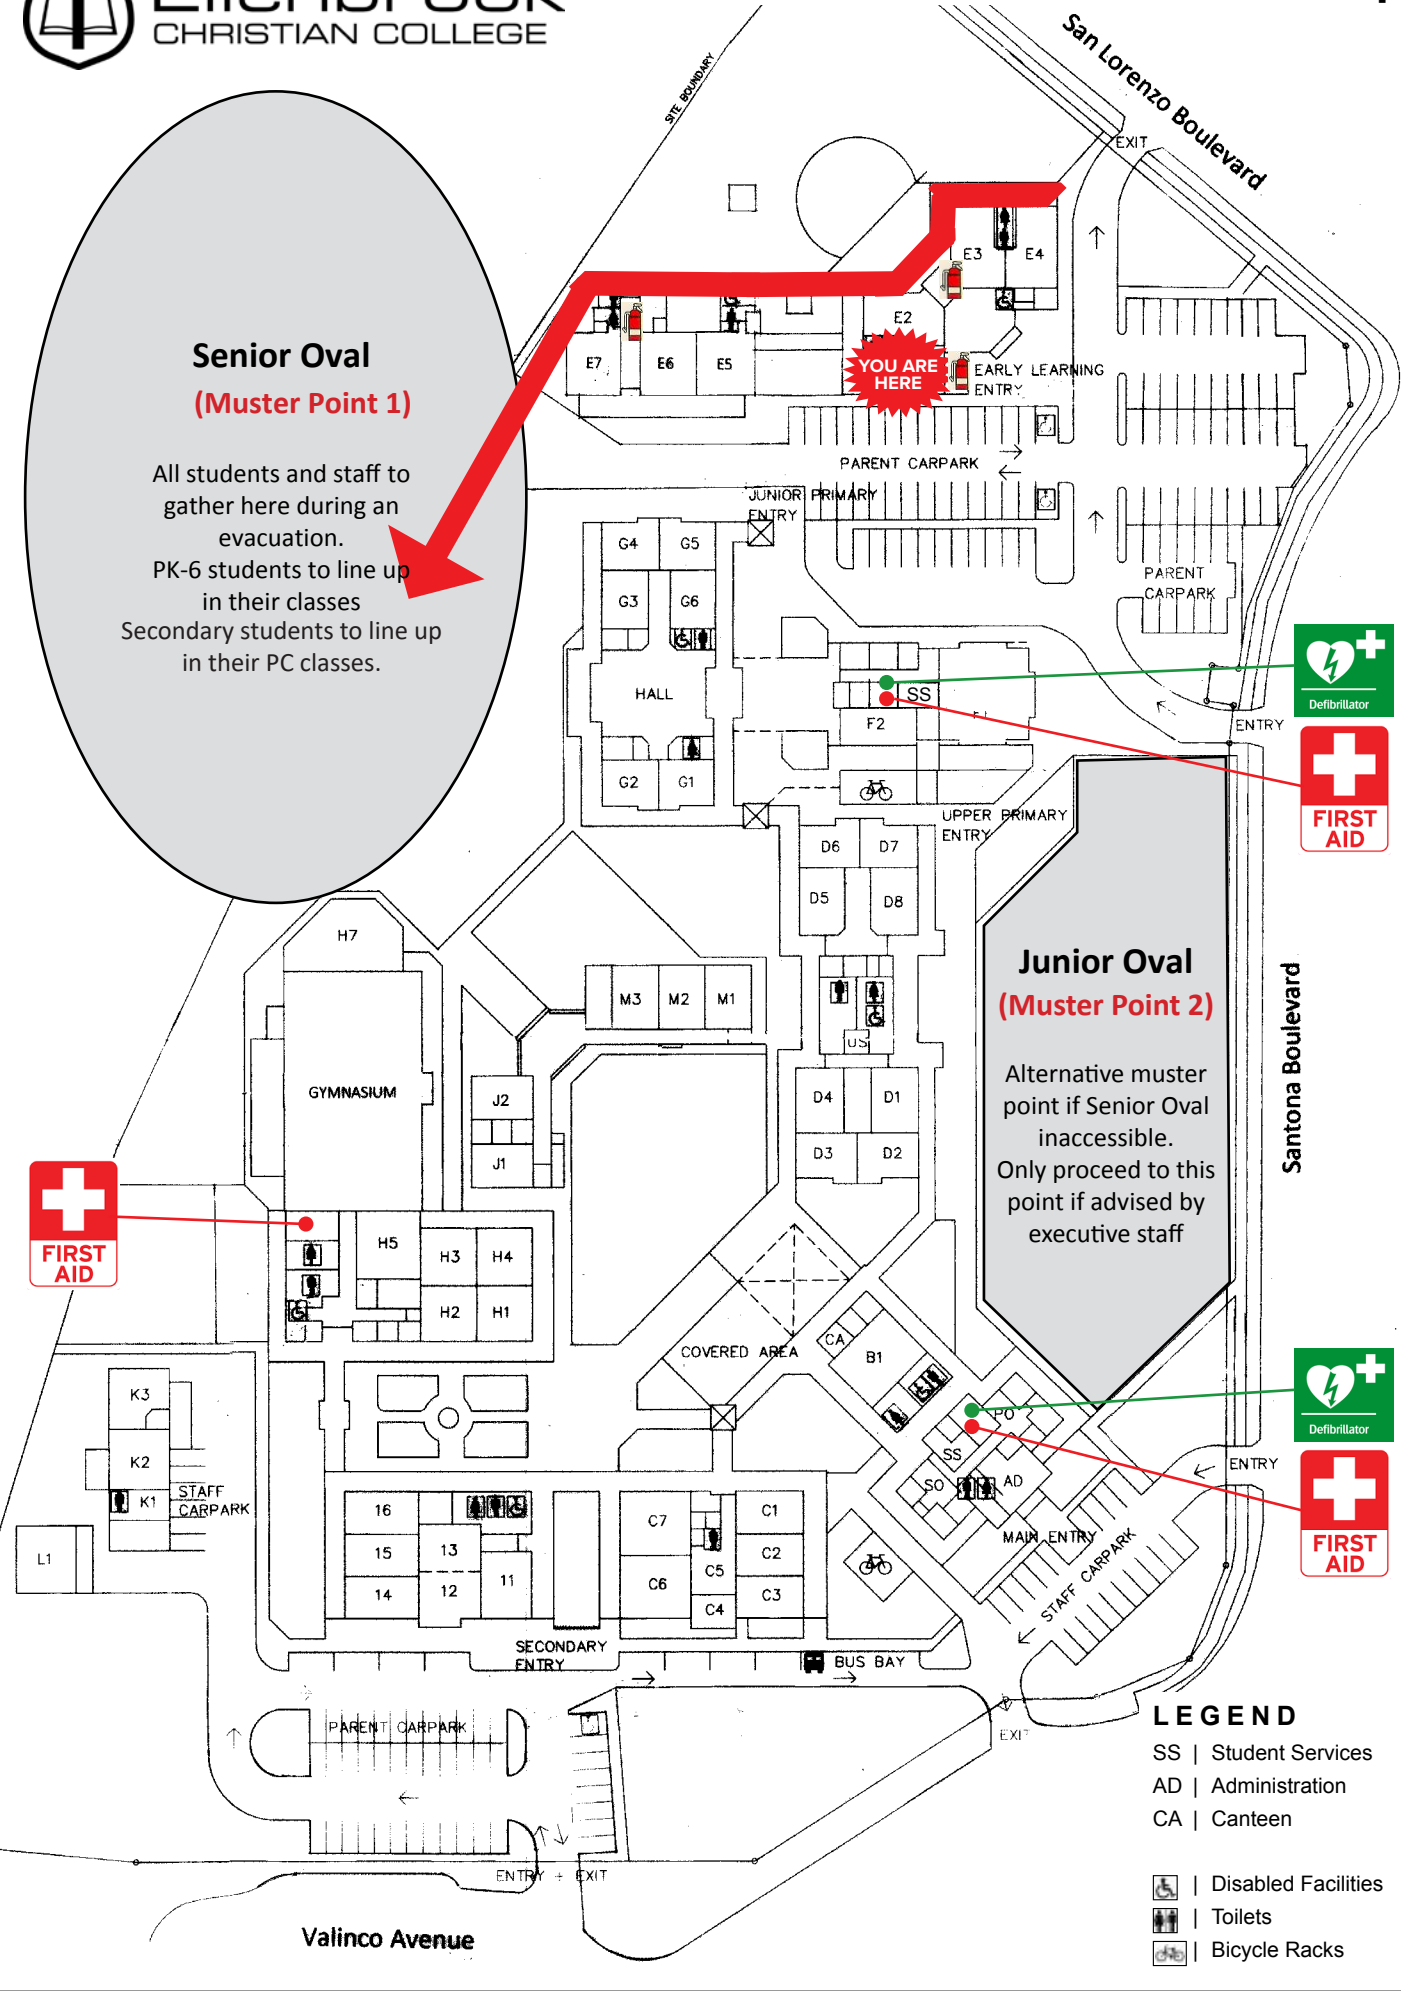 CHRISTIAN COLLEGE
San Lorenzo Boulevard
SITE BOUNDARY
EXIT
E3
E4
E2
Senior Oval
(Muster Point 1)
All students and staff to
gather here during an
evacuation.
PK-6 students to line up
in their classes
Secondary students to line up
in their PC classes.
E7
E6
E5
YOU ARE
HERE
EARLY LEARNING
ENTRY
PARENT CARPARK
JUNIOR PRIMARY
ENTRY
G4
G5
G3
G6
PARENT
CARPARK
HALL
SS
F2
G2
G1
Defibrillator
ENTRY
FIRST
AID
UPPER PRIMARY
ENTRY
D6
D7
D5
D8
H7
M3
M2
M1
US
Junior Oval
(Muster Point 2)
Alternative muster
point if Senior Oval
inaccessible.
Only proceed to this
point if advised by
executive staff
Santona Boulevard
GYMNASIUM
J2
J1
D4
D1
D3
D2
FIRST
AID
H5
H3
H4
H2
H1
COVERED AREA
CA
B1
K3
K2
K1
STAFF
CARPARK
L1
PO
SS
SO
AD
MAIN ENTRY
STAFF CARPARK
ENTRY
Defibrillator
FIRST
AID
16
15
14
13
12
11
C7
C6
C5
C4
C1
C2
C3
SECONDARY
ENTRY
BUS BAY
PARENT CARPARK
EXIT
ENTRY + EXIT
Valinco Avenue
LEGEND
SS | Student Services
AD | Administration
CA | Canteen
| Disabled Facilities
| Toilets
| Bicycle Racks